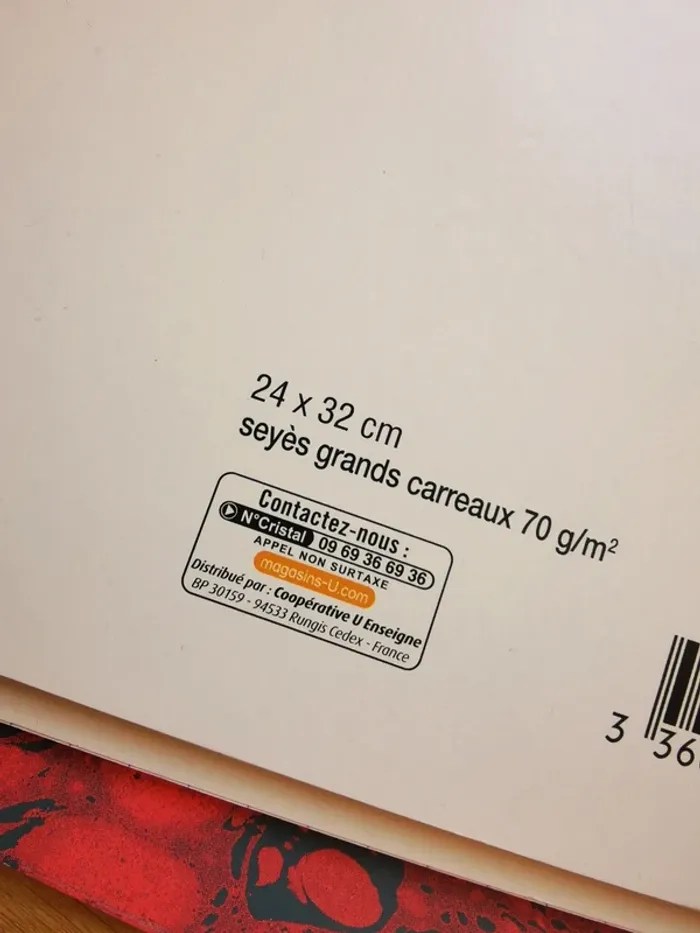 24 x 32 cm
seyès grands carreaux 70 g/m²
Contactez-nous :
N°Cristal 09 69 36 69 36
APPEL NON SURTAXE
magasins-U.com
Distribué par : Coopérative U Enseigne
BP 30159 - 94533 Rungis Cedex - France
3 36